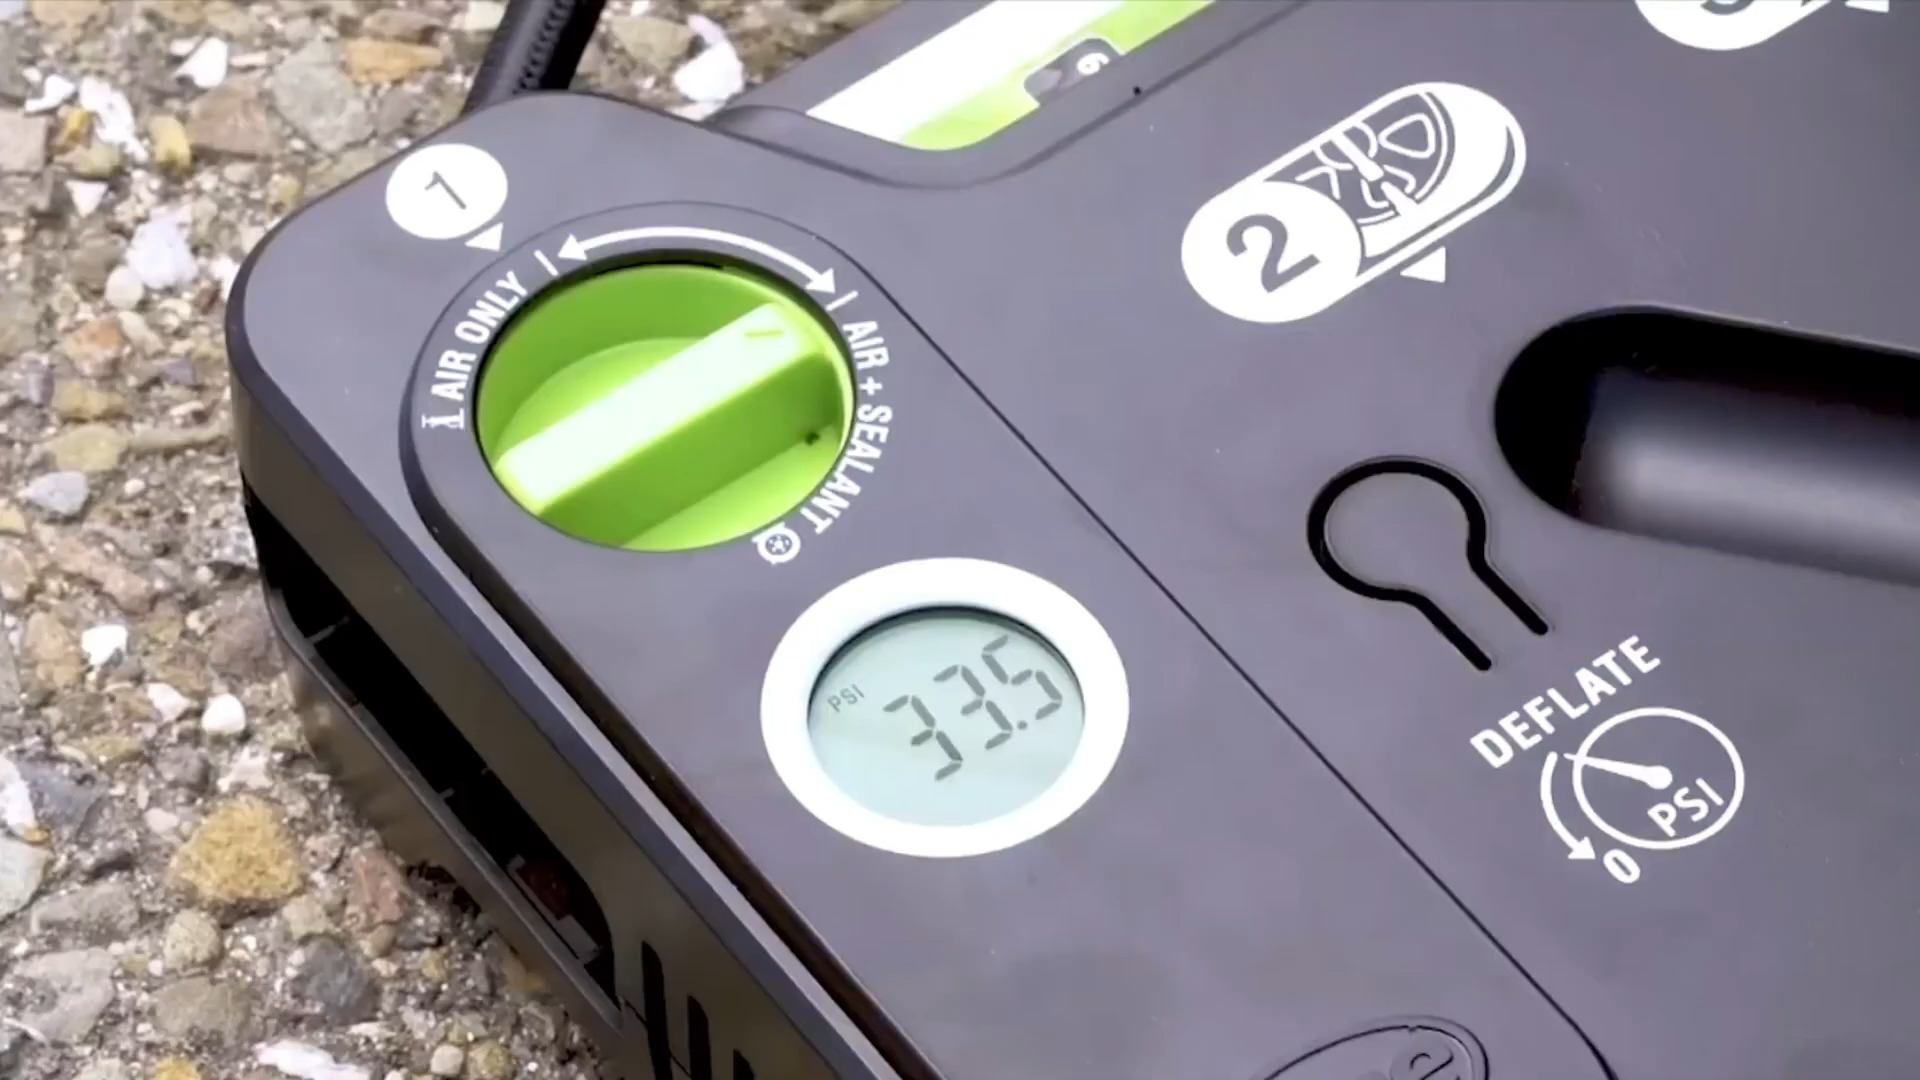 1
AIR ONLY
AIR + SEALANT
2
PSI
33.5
DEFLATE
PSI
0